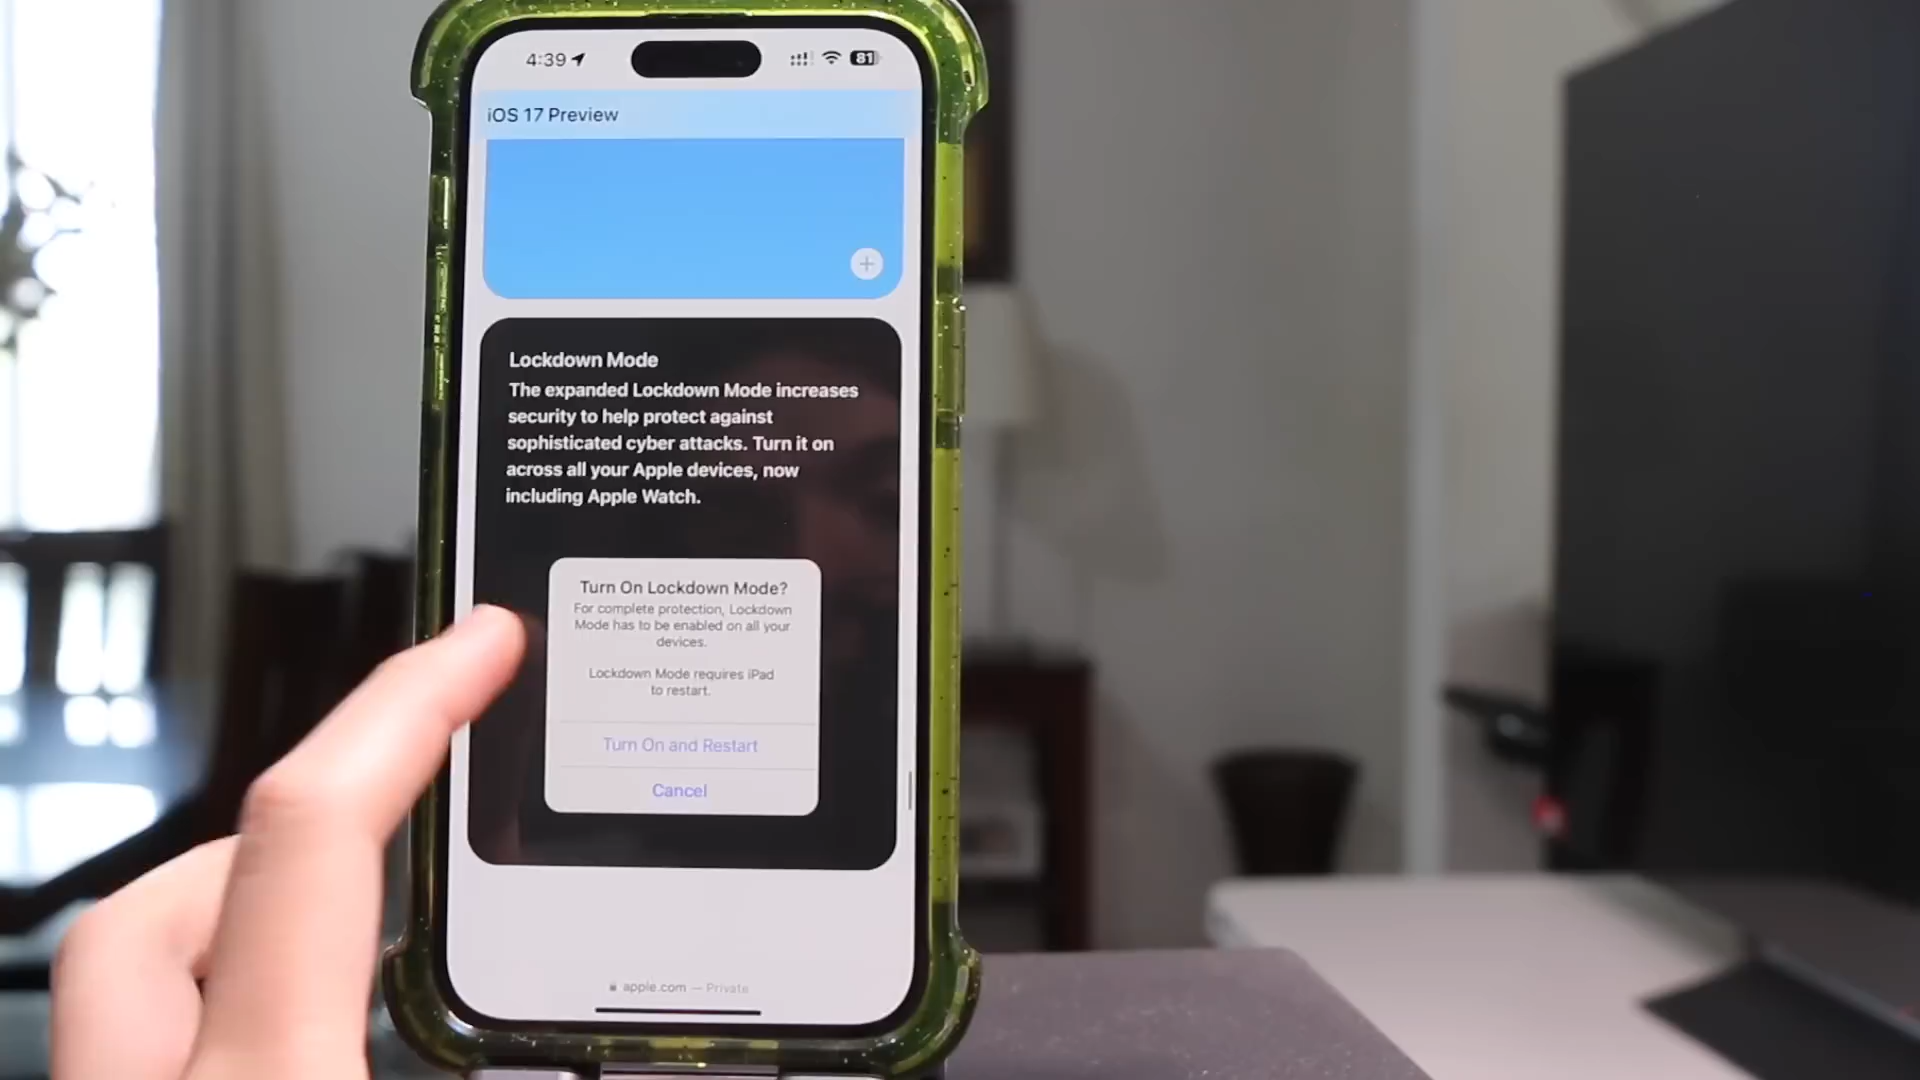 4:39
81
iOS 17 Preview
Lockdown Mode
The expanded Lockdown Mode increases
security to help protect against
sophisticated cyber attacks. Turn it on
across all your Apple devices, now
including Apple Watch.
Turn On Lockdown Mode?
For complete protection, Lockdown
Mode has to be enabled on all your
devices.
Lockdown Mode requires iPad
to restart.
Turn On and Restart
Cancel
apple.com — Private